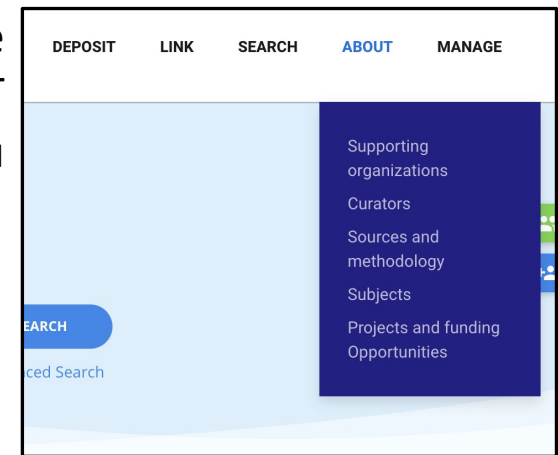 DEPOSIT LINK SEARCH ABOUT MANAGE
Supporting
organizations
Curators
Sources and
methodology
Subjects
Projects and funding
Opportunities
EARCH
ced Search